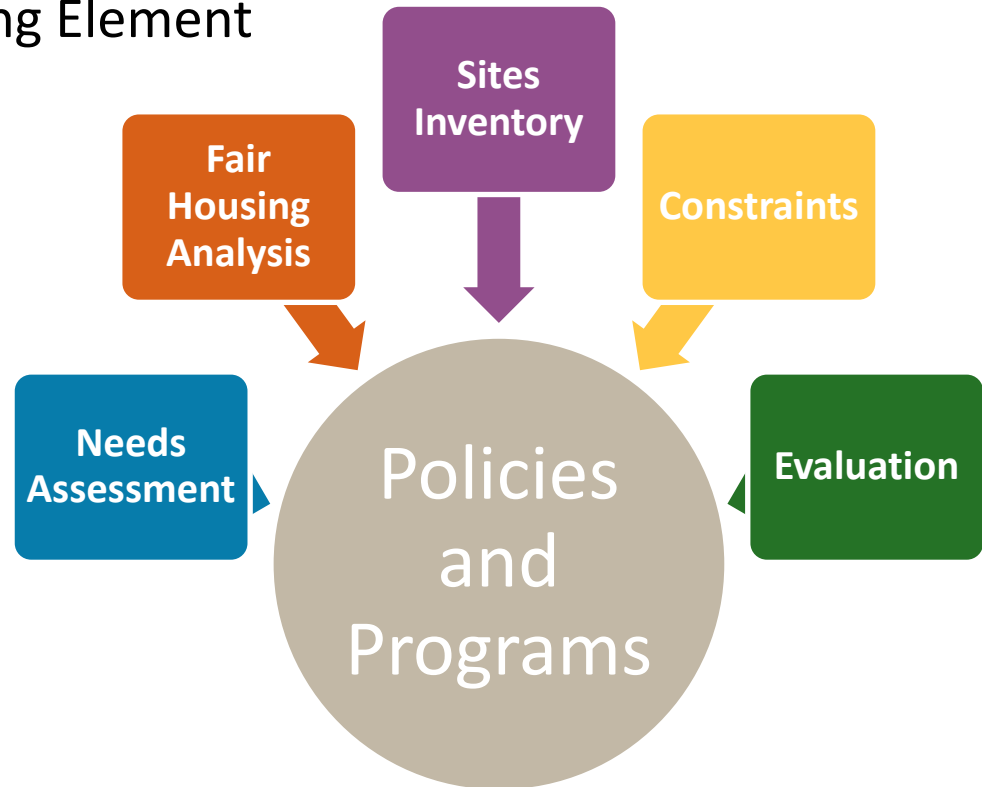 ng Element
Sites
Inventory
Fair
Housing
Analysis
Constraints
Needs
Assessment
Evaluation
Policies
and
Programs